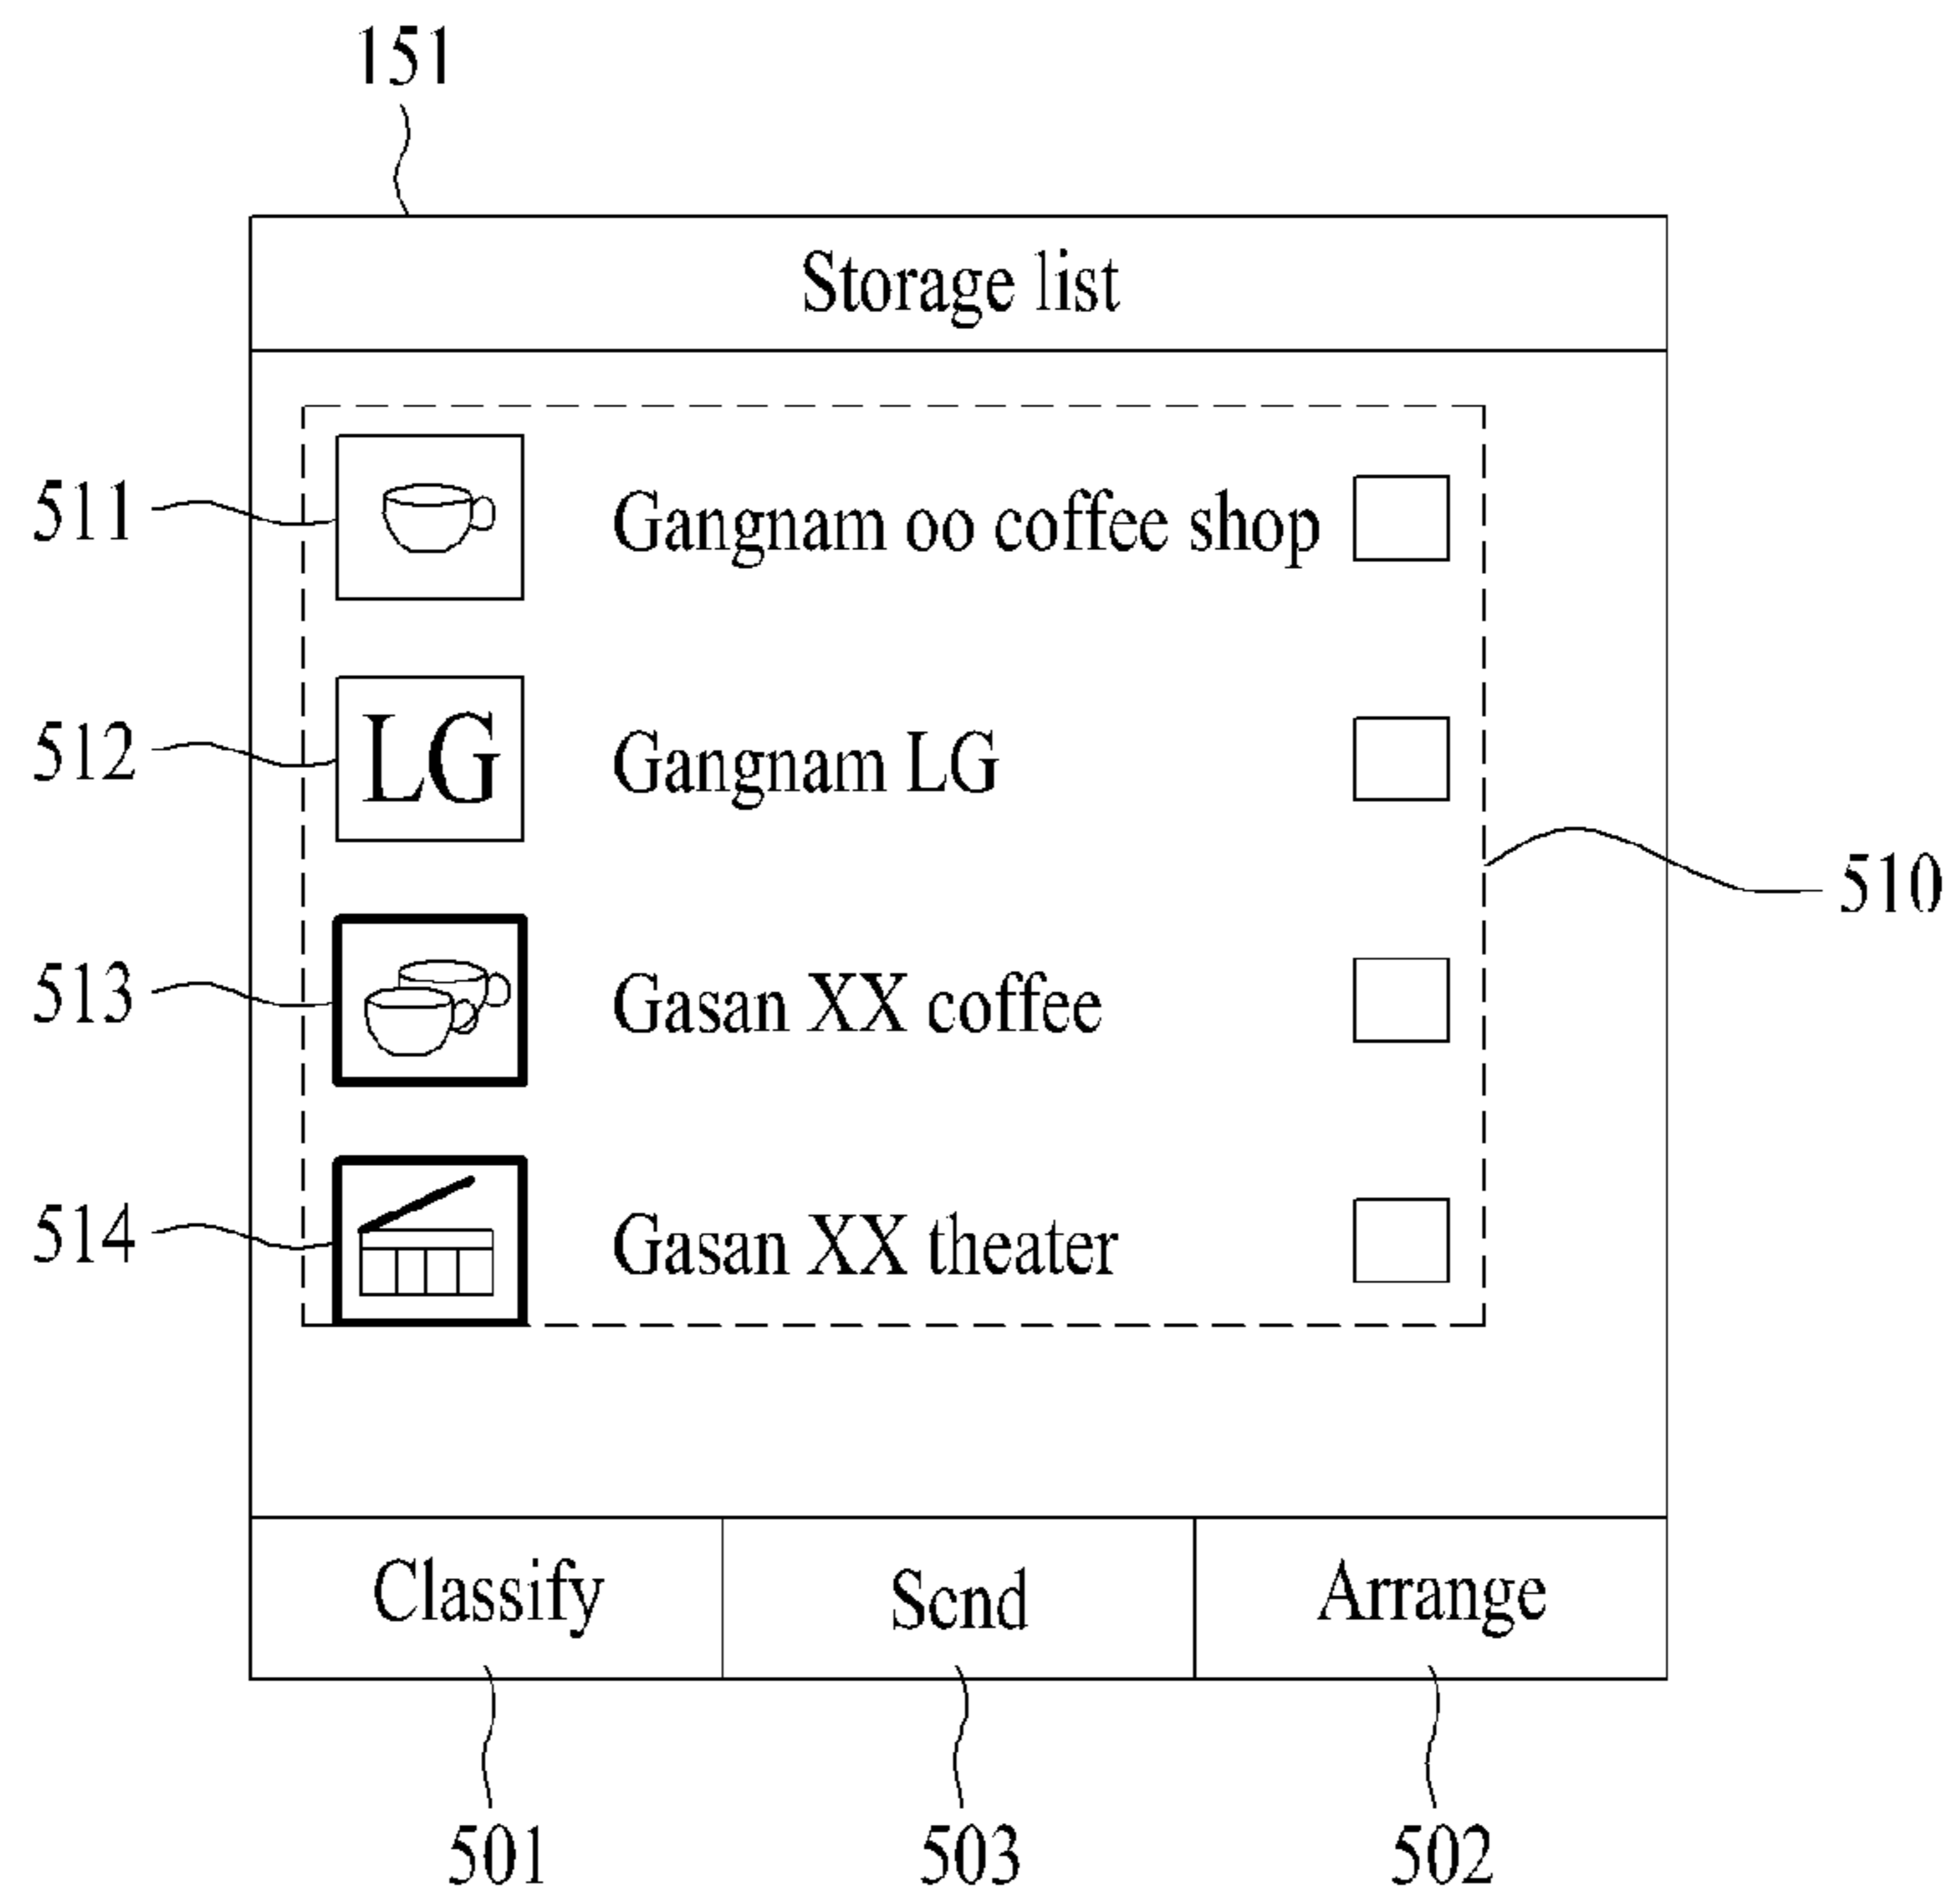 151
Storage list
511 Gangnam oo coffee shop
512 LG Gangnam LG
510
513 Gasan XX coffee
514 Gasan XX theater
Classify Scnd Arrange
501 503 502